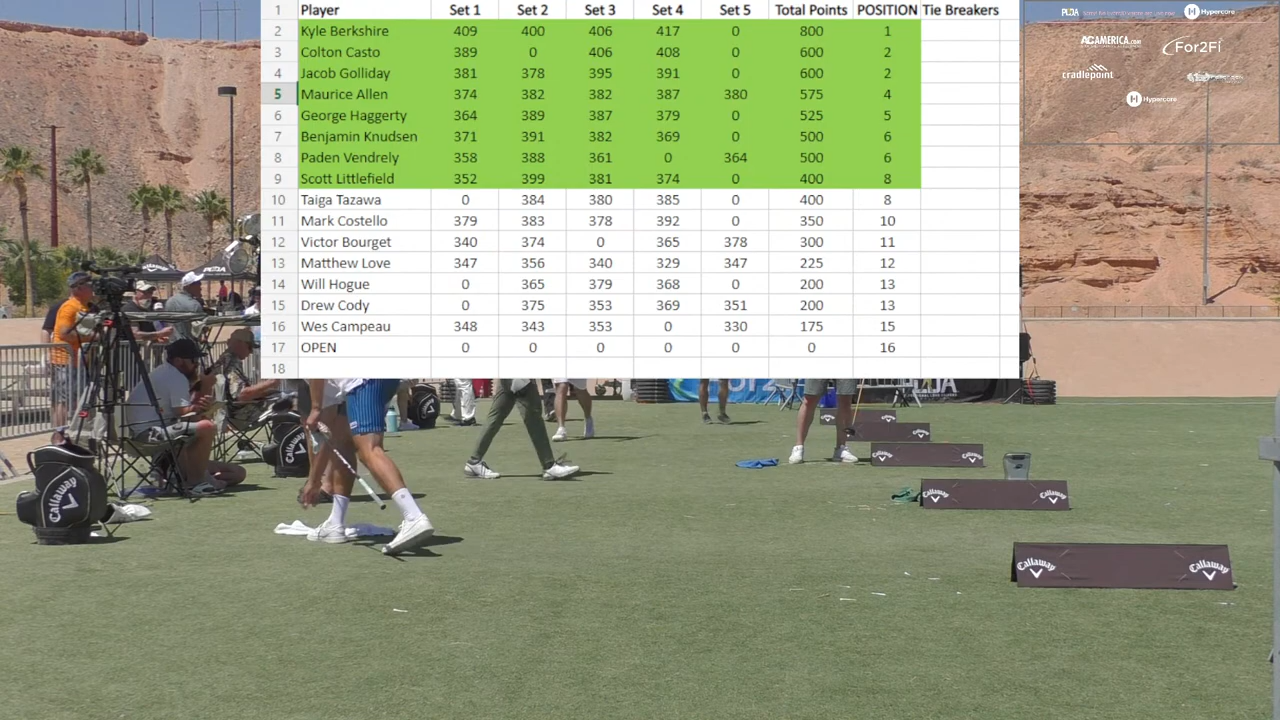 1 Player Set 1 Set 2 Set 3 Set 4 Set 5 Total Points POSITION Tie Breakers
2 Kyle Berkshire 409 400 406 417 0 800 1
3 Colton Casto 389 0 406 408 0 600 2
4 Jacob Golliday 381 378 395 391 0 600 2
5 Maurice Allen 374 382 382 387 380 575 4
6 George Haggerty 364 389 387 379 0 525 5
7 Benjamin Knudsen 371 391 382 369 0 500 6
8 Paden Vendrely 358 388 361 0 364 500 6
9 Scott Littlefield 352 399 381 374 0 400 8
10 Taiga Tazawa 0 384 380 385 0 400 8
11 Mark Costello 379 383 378 392 0 350 10
12 Victor Bourget 340 374 0 365 378 300 11
13 Matthew Love 347 356 340 329 347 225 12
14 Will Hogue 0 365 379 368 0 200 13
15 Drew Cody 0 375 353 369 351 200 13
16 Wes Campeau 348 343 353 0 330 175 15
17 OPEN 0 0 0 0 0 0 16
18
PLDA
Hypercore
AGAMERICA.com
For2Fi
cradlepoint
Hypercore
PLDA
Callaway
Callaway
Callaway
Callaway
Callaway
Callaway
Callaway
Callaway